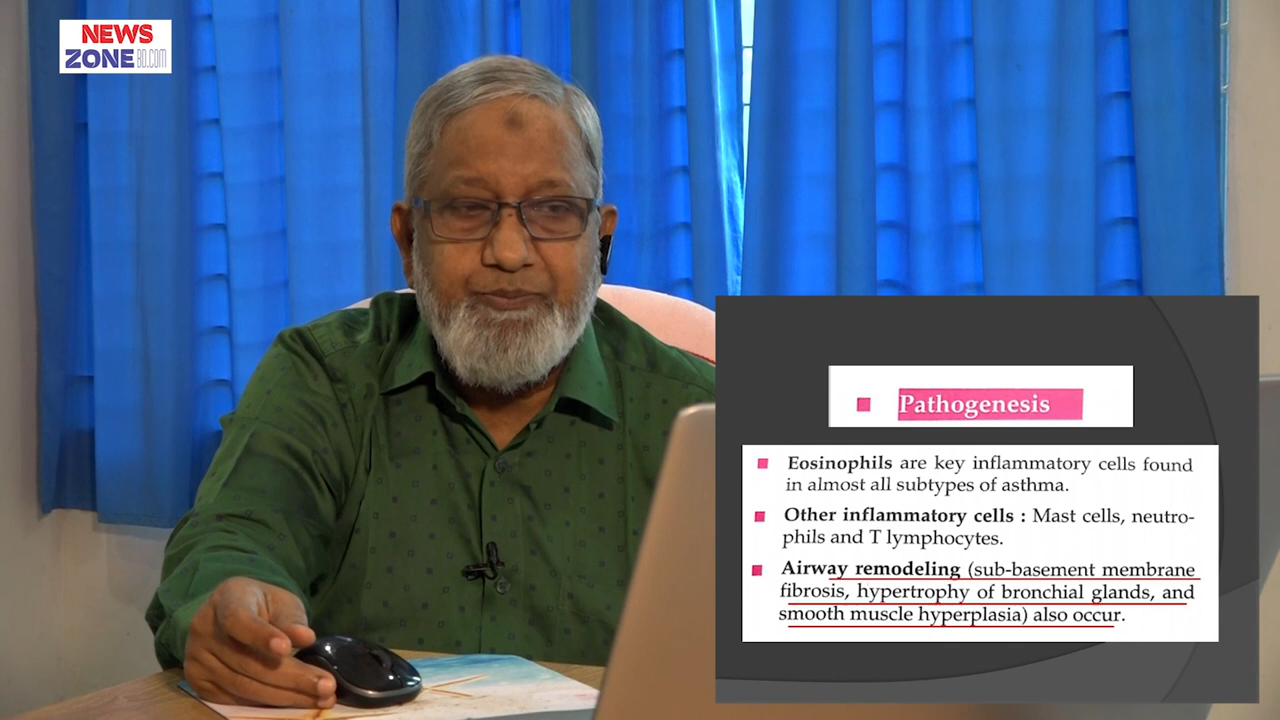 NEWS
ZONE BD.COM
Pathogenesis
Eosinophils are key inflammatory cells found
in almost all subtypes of asthma.
Other inflammatory cells : Mast cells, neutro-
phils and T lymphocytes.
Airway remodeling (sub-basement membrane
fibrosis, hypertrophy of bronchial glands, and
smooth muscle hyperplasia) also occur.